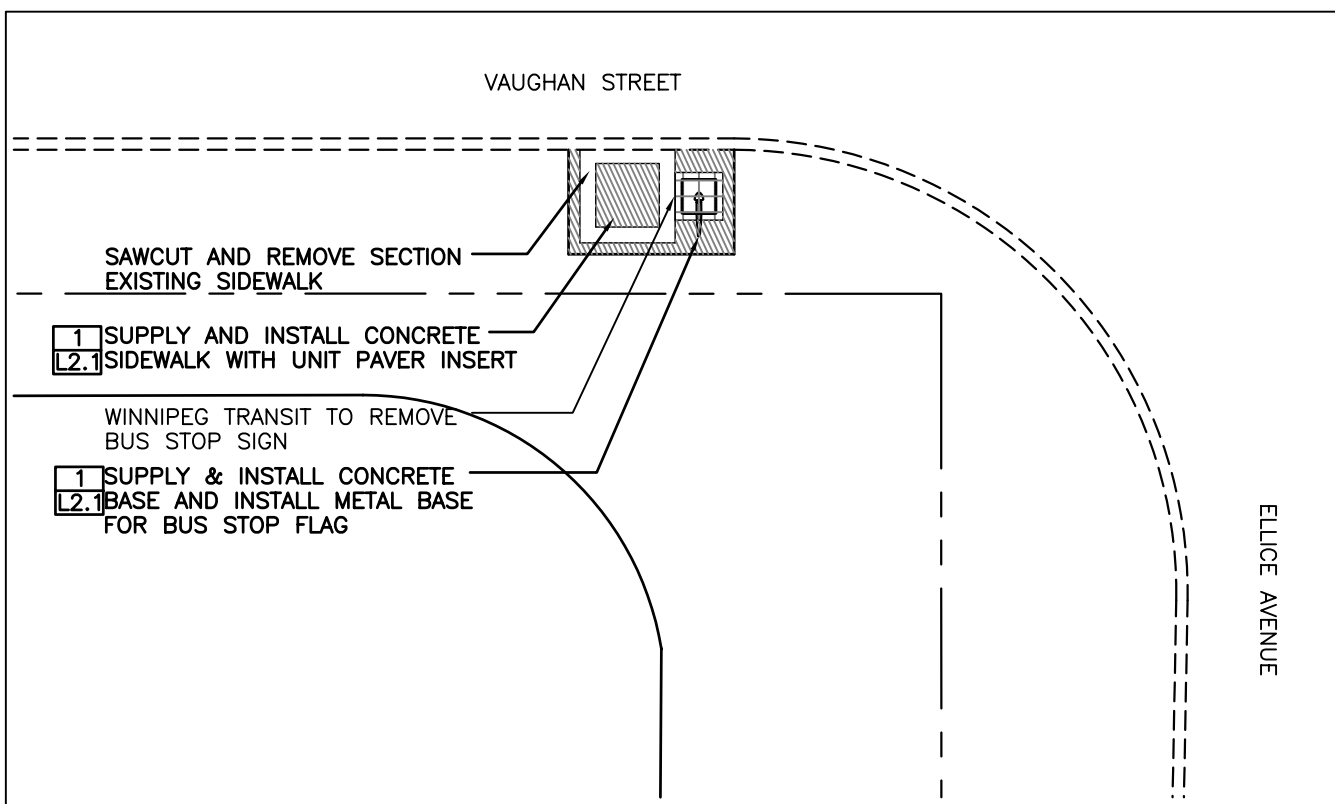 VAUGHAN STREET
SAWCUT AND REMOVE SECTION
EXISTING SIDEWALK
1
L2.1
SUPPLY AND INSTALL CONCRETE
SIDEWALK WITH UNIT PAVER INSERT
WINNIPEG TRANSIT TO REMOVE
BUS STOP SIGN
1
L2.1
SUPPLY & INSTALL CONCRETE
BASE AND INSTALL METAL BASE
FOR BUS STOP FLAG
ELLICE AVENUE